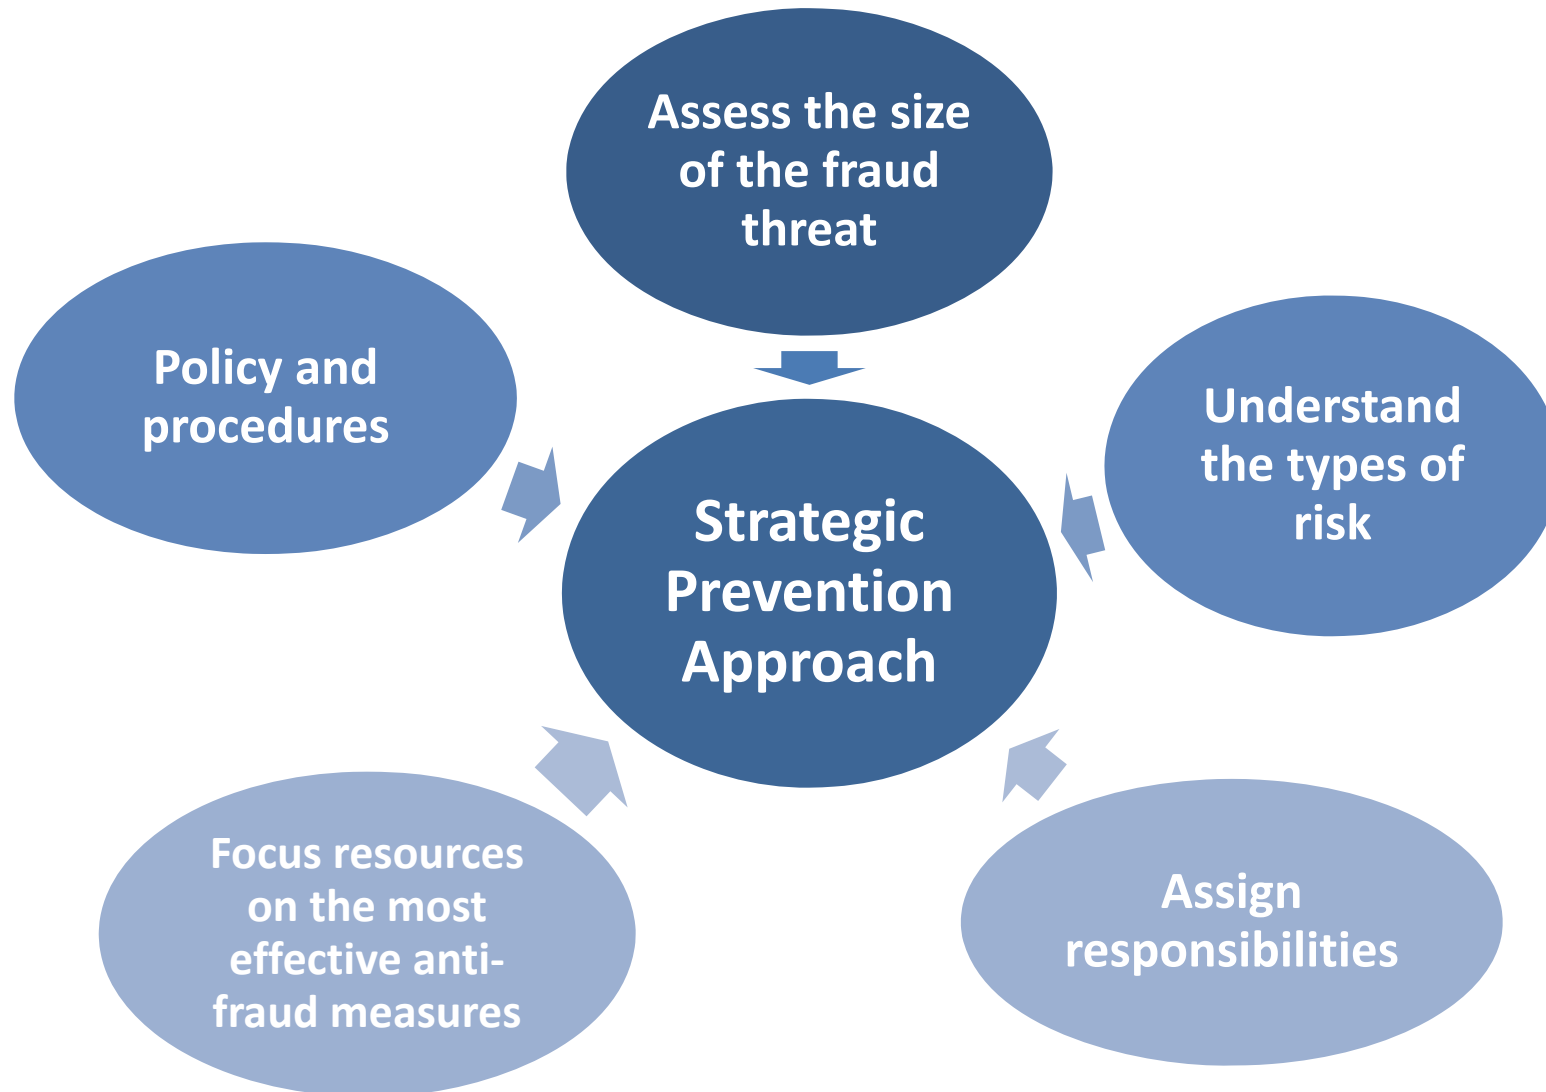 Assess the size
of the fraud
threat
Policy and
procedures
Understand
the types of
risk
Strategic
Prevention
Approach
Focus resources
on the most
effective anti-
fraud measures
Assign
responsibilities